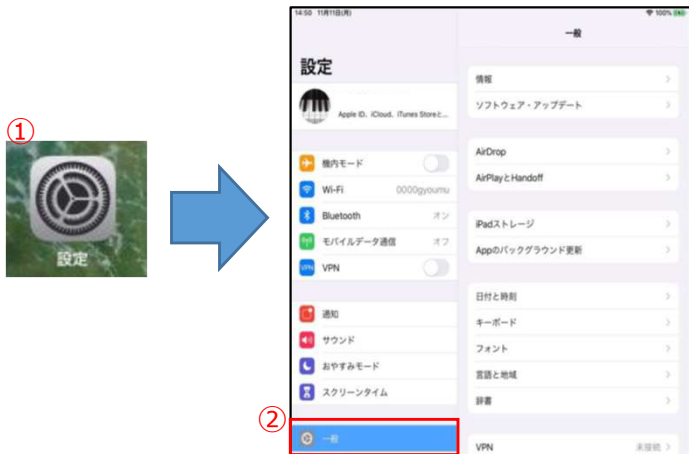 ①
設定
14:50 11月11日(月)
100%
設定
Apple ID、iCloud、iTunes Storeと...
機内モード
Wi-Fi 0000gyoumu
Bluetooth オン
モバイルデータ通信 オフ
VPN VPN
通知
サウンド
おやすみモード
スクリーンタイム
② 一般
一般
情報
ソフトウェア・アップデート
AirDrop
AirPlayとHandoff
iPadストレージ
Appのバックグラウンド更新
日付と時刻
キーボード
フォント
言語と地域
辞書
VPN 未接続